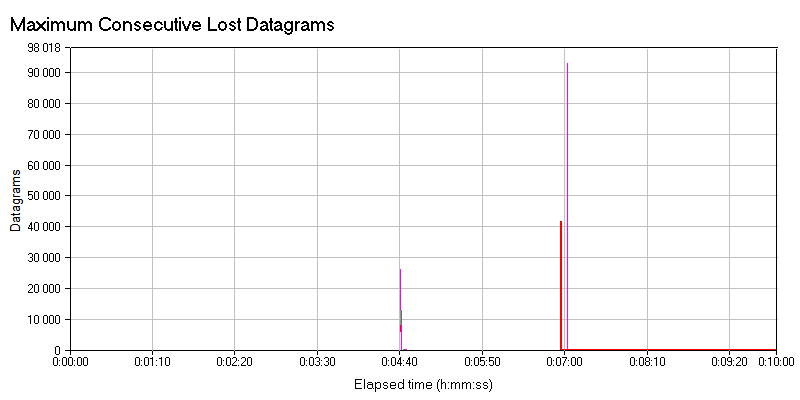 Maximum Consecutive Lost Datagrams
98 018
90 000
80 000
70 000
60 000
50 000
40 000
30 000
20 000
10 000
0
Datagrams
0:00:00 0:01:10 0:02:20 0:03:30 0:04:40 0:05:50 0:07:00 0:08:10 0:09:20 0:10:00
Elapsed time (h:mm:ss)